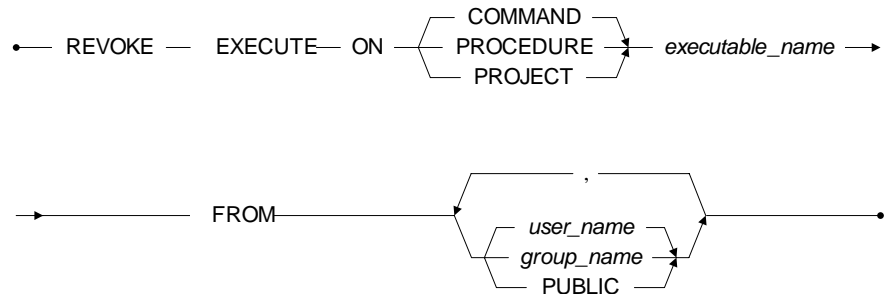 COMMAND
REVOKE EXECUTE ON PROCEDURE executable_name
PROJECT
,
FROM
user_name
group_name
PUBLIC